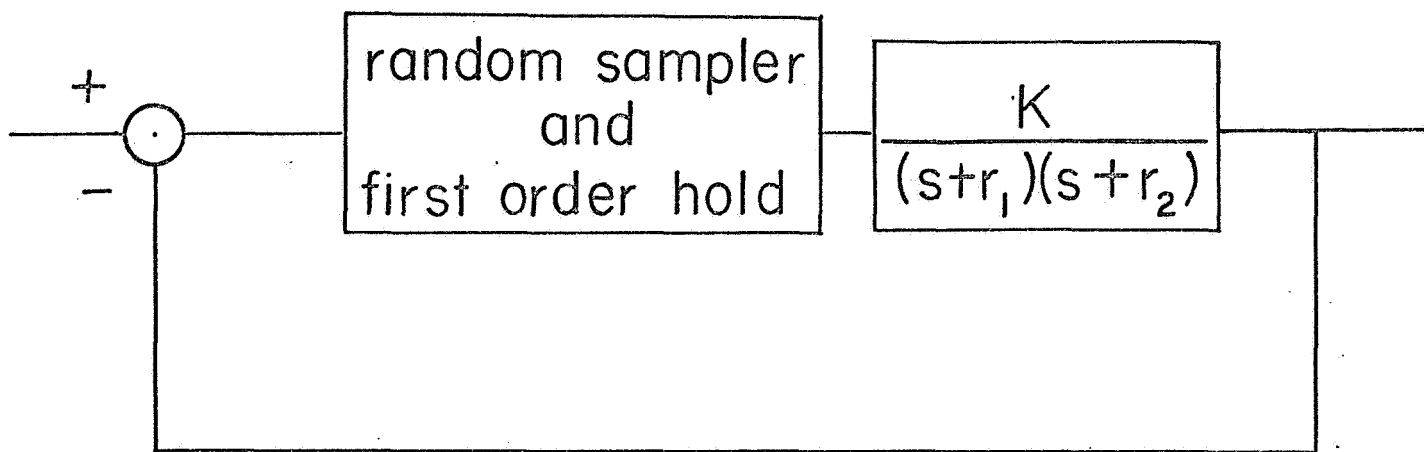 +
−
random sampler
and
first order hold
K
(s+r₁)(s+r₂)